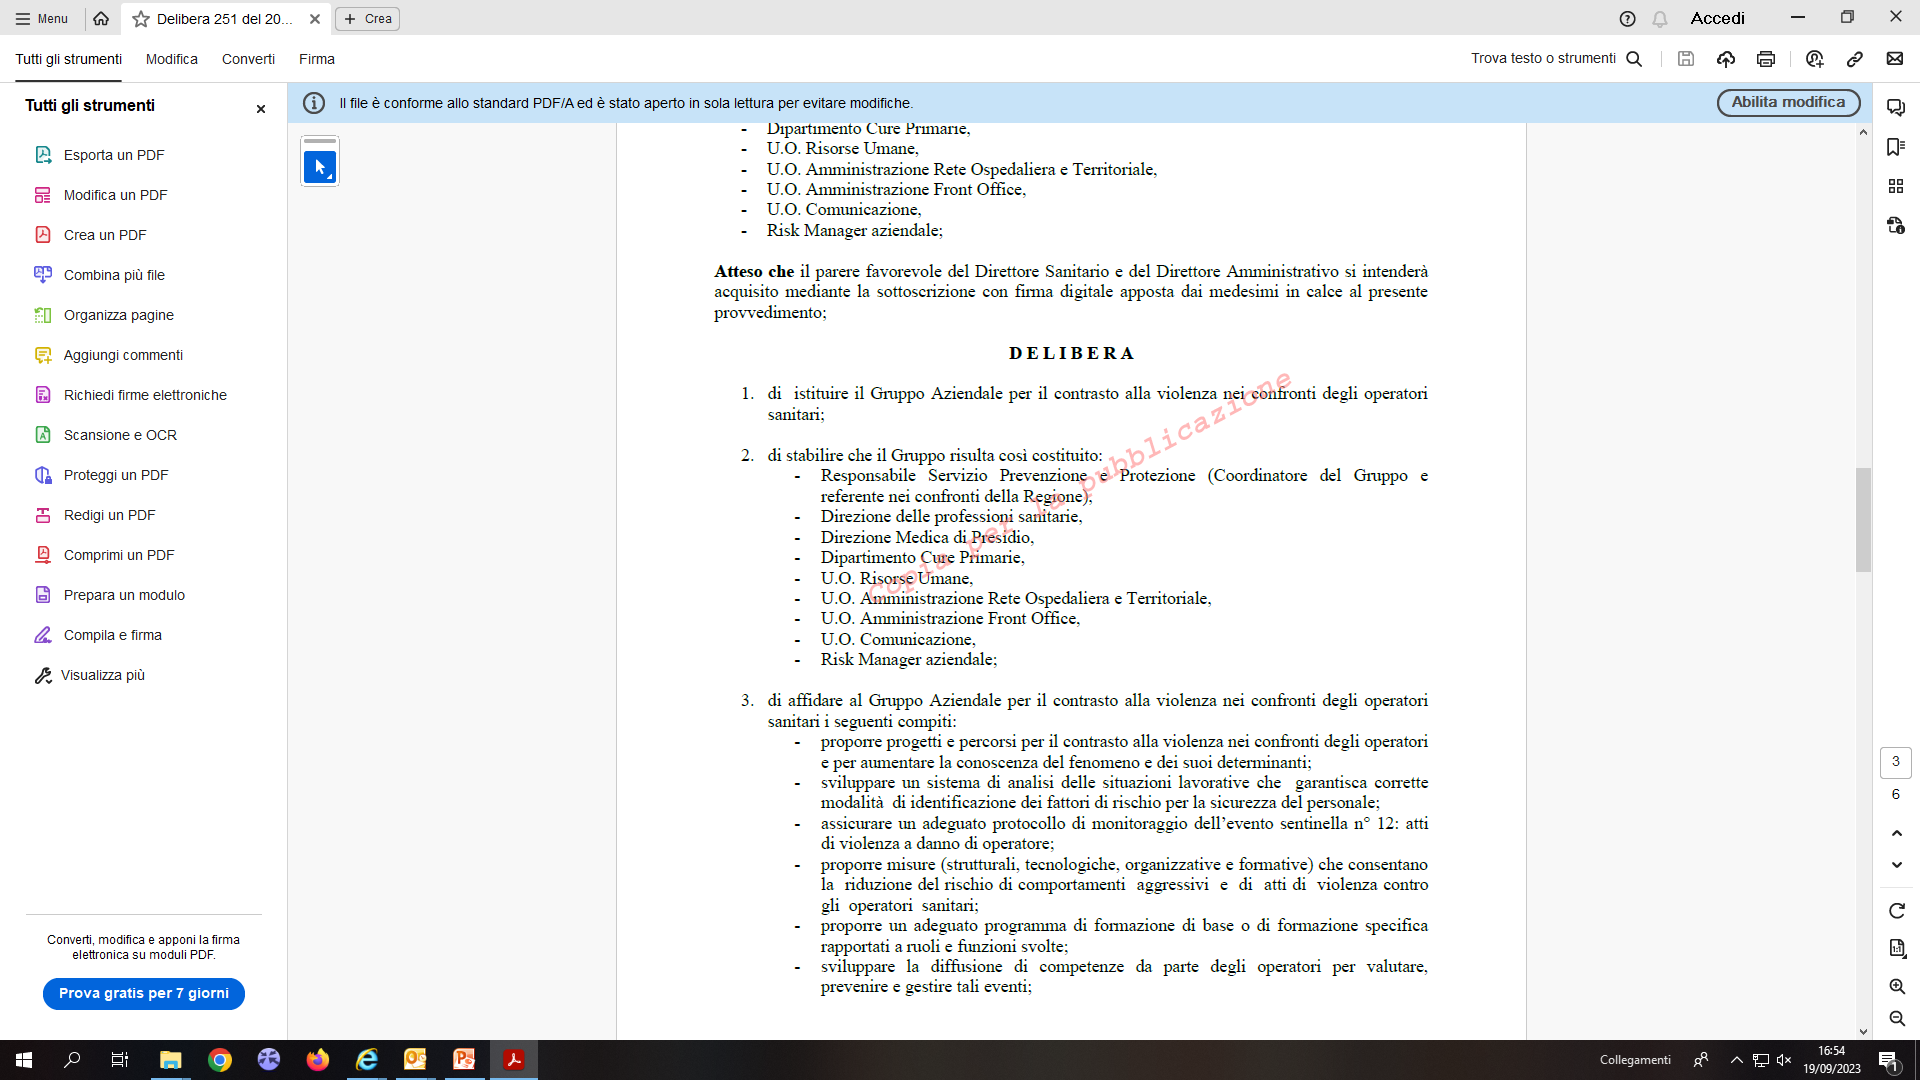 Menu
Delibera 251 del 20...
Crea
Accedi
Tutti gli strumenti
Modifica
Converti
Firma
Trova testo o strumenti
Tutti gli strumenti
Il file è conforme allo standard PDF/A ed è stato aperto in sola lettura per evitare modifiche.
Abilita modifica
Esporta un PDF
Modifica un PDF
Crea un PDF
Combina più file
Organizza pagine
Aggiungi commenti
Richiedi firme elettroniche
Scansione e OCR
Proteggi un PDF
Redigi un PDF
Comprimi un PDF
Prepara un modulo
Compila e firma
Visualizza più
Converti, modifica e apponi la firma
elettronica su moduli PDF.
Prova gratis per 7 giorni
- Dipartimento Cure Primarie,
- U.O. Risorse Umane,
- U.O. Amministrazione Rete Ospedaliera e Territoriale,
- U.O. Amministrazione Front Office,
- U.O. Comunicazione,
- Risk Manager aziendale;
Atteso che il parere favorevole del Direttore Sanitario e del Direttore Amministrativo si intenderà
acquisito mediante la sottoscrizione con firma digitale apposta dai medesimi in calce al presente
provvedimento;
D E L I B E R A
1. di istituire il Gruppo Aziendale per il contrasto alla violenza nei confronti degli operatori
sanitari;
2. di stabilire che il Gruppo risulta così costituito:
- Responsabile Servizio Prevenzione e Protezione (Coordinatore del Gruppo e
referente nei confronti della Regione),
- Direzione delle professioni sanitarie,
- Direzione Medica di Presidio,
- Dipartimento Cure Primarie,
- U.O. Risorse Umane,
- U.O. Amministrazione Rete Ospedaliera e Territoriale,
- U.O. Amministrazione Front Office,
- U.O. Comunicazione,
- Risk Manager aziendale;
3. di affidare al Gruppo Aziendale per il contrasto alla violenza nei confronti degli operatori
sanitari i seguenti compiti:
- proporre progetti e percorsi per il contrasto alla violenza nei confronti degli operatori
e per aumentare la conoscenza del fenomeno e dei suoi determinanti;
- sviluppare un sistema di analisi delle situazioni lavorative che garantisca corrette
modalità di identificazione dei fattori di rischio per la sicurezza del personale;
- assicurare un adeguato protocollo di monitoraggio dell’evento sentinella n° 12: atti
di violenza a danno di operatore;
- proporre misure (strutturali, tecnologiche, organizzative e formative) che consentano
la riduzione del rischio di comportamenti aggressivi e di atti di violenza contro
gli operatori sanitari;
- proporre un adeguato programma di formazione di base o di formazione specifica
rapportati a ruoli e funzioni svolte;
- sviluppare la diffusione di competenze da parte degli operatori per valutare,
prevenire e gestire tali eventi;
Copia per la pubblicazione
3
6
1:1
Collegamenti
16:54
19/09/2023
1